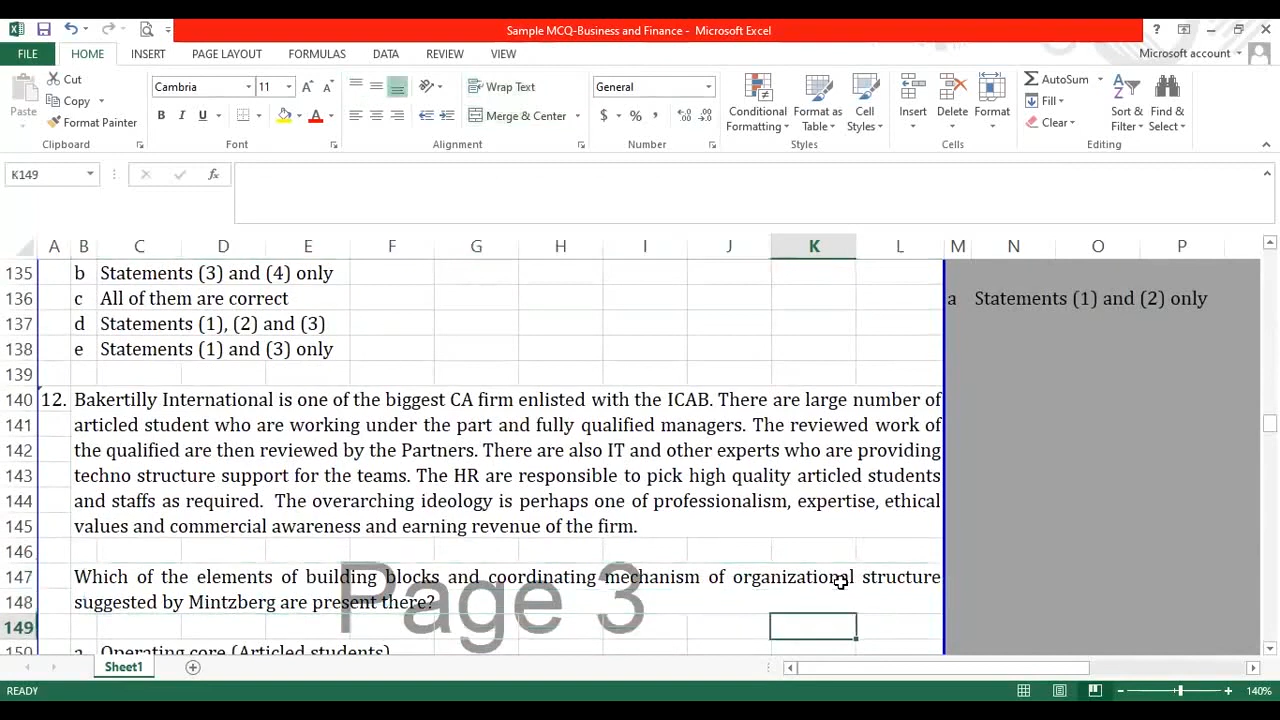 Sample MCQ-Business and Finance - Microsoft Excel
?
FILE HOME INSERT PAGE LAYOUT FORMULAS DATA REVIEW VIEW Microsoft account
Paste
Cut
Copy
Format Painter
Clipboard
Cambria 11
B I U
Font
Wrap Text
Merge & Center
Alignment
General
$ % ,
Number
Conditional Formatting
Format as Table
Cell Styles
Styles
Insert
Delete
Format
Cells
AutoSum
Fill
Clear
Sort & Filter
Find & Select
Editing
K149
fx
A B C D E F G H I J K L M N O P
135 b Statements (3) and (4) only
136 c All of them are correct a Statements (1) and (2) only
137 d Statements (1), (2) and (3)
138 e Statements (1) and (3) only
139
140 12. Bakertilly International is one of the biggest CA firm enlisted with the ICAB. There are large number of
141 articled student who are working under the part and fully qualified managers. The reviewed work of
142 the qualified are then reviewed by the Partners. There are also IT and other experts who are providing
143 techno structure support for the teams. The HR are responsible to pick high quality articled students
144 and staffs as required. The overarching ideology is perhaps one of professionalism, expertise, ethical
145 values and commercial awareness and earning revenue of the firm.
146
147 Which of the elements of building blocks and coordinating mechanism of organizational structure
148 suggested by Mintzberg are present there?
Page 3
149
150 a Operating core (Articled students)
Sheet1
READY
140%